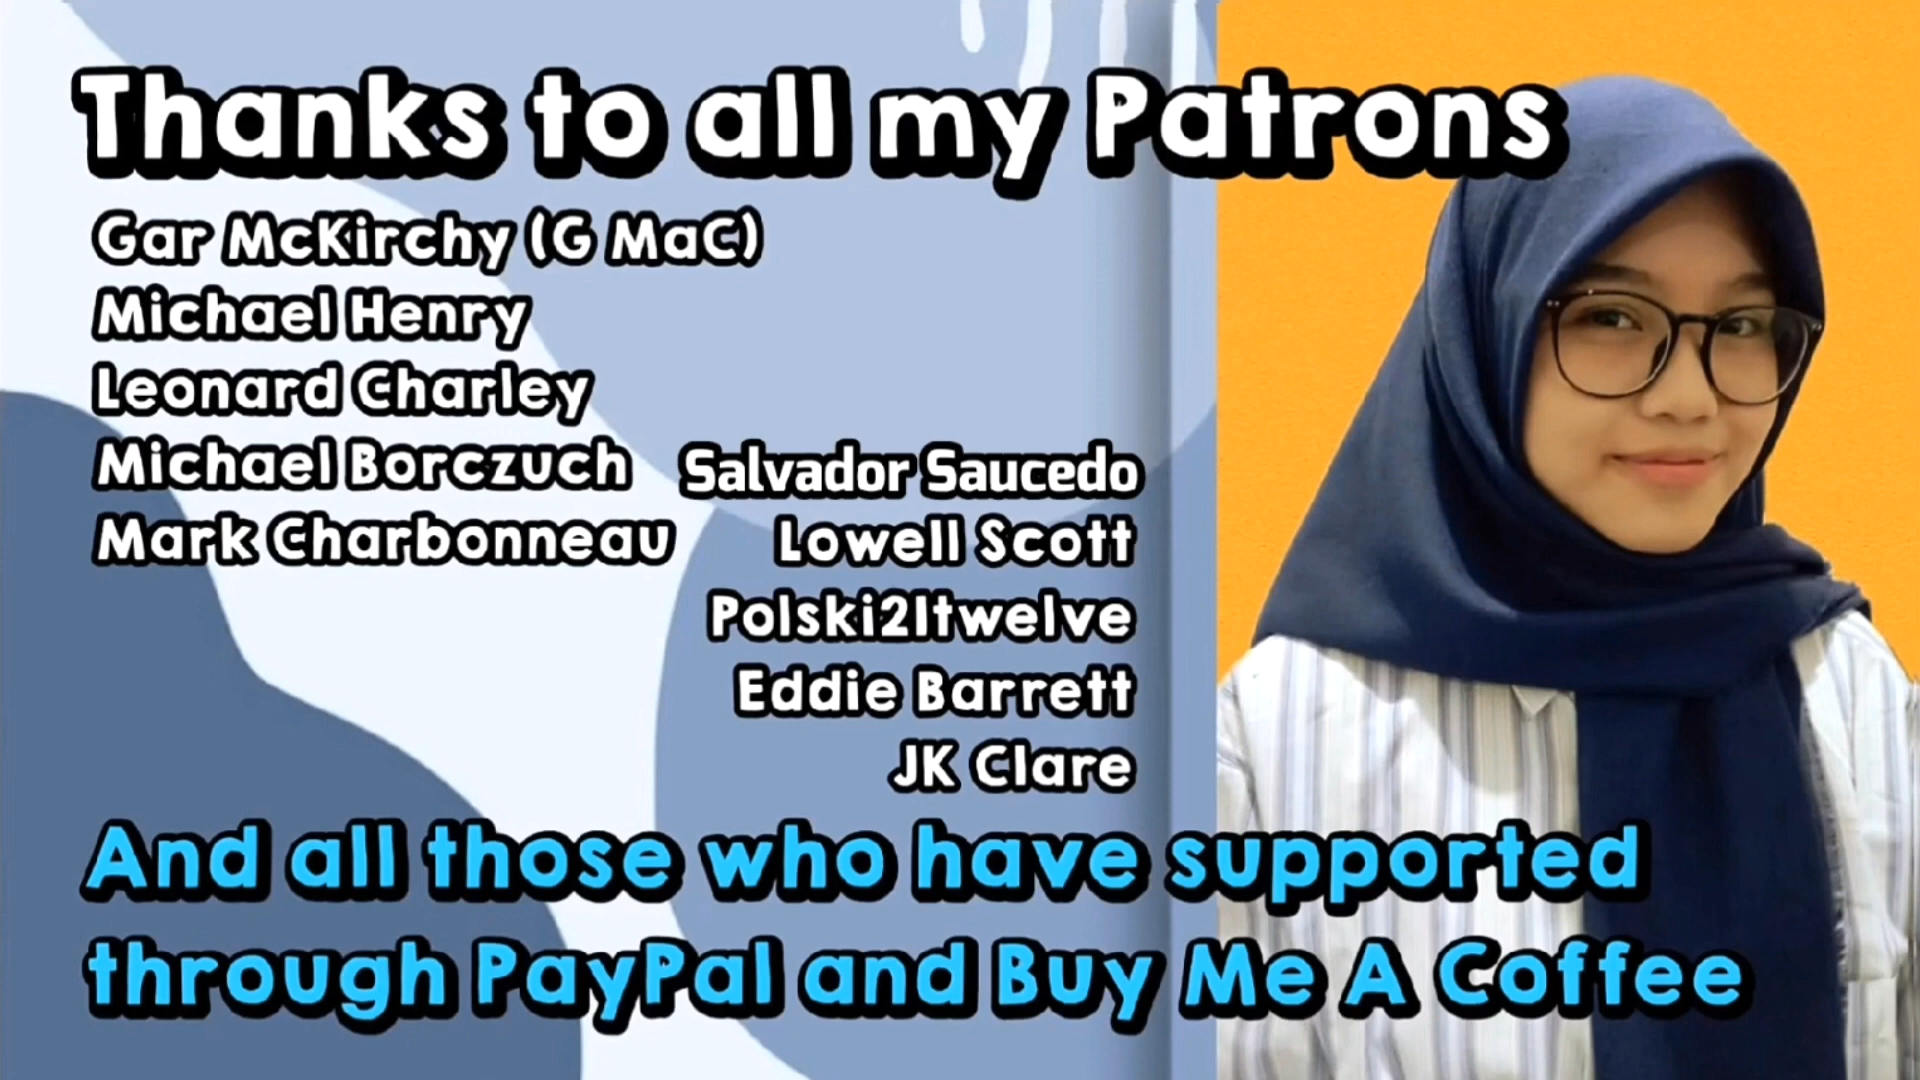 Thanks to all my Patrons
Gar McKirchy (G MaC)
Michael Henry
Leonard Charley
Michael Borczuch
Mark Charbonneau
Salvador Saucedo
Lowell Scott
Polski21twelve
Eddie Barrett
JK Clare
And all those who have supported
through PayPal and Buy Me A Coffee